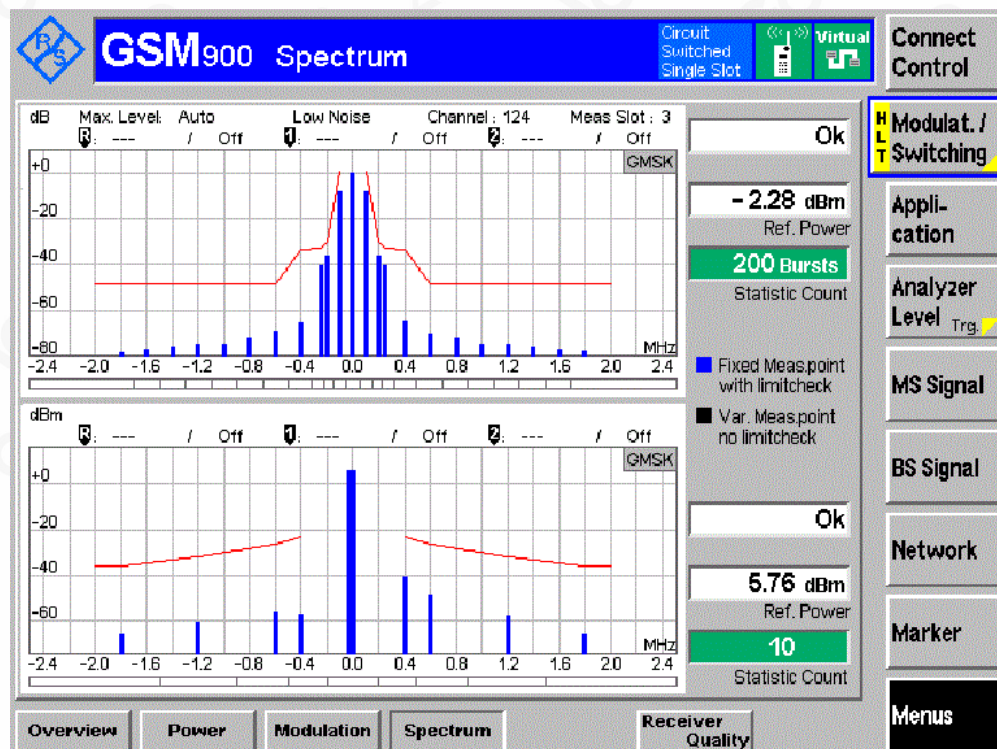 R/S
GSM900 Spectrum
Circuit
Switched
Single Slot
Virtual
Connect
Control
dB Max. Level: Auto Low Noise Channel : 124 Meas Slot : 3
R: --- / Off 1: --- / Off 2: --- / Off
GMSK
+0
-20
-40
-60
-80
MHz
-2.4 -2.0 -1.6 -1.2 -0.8 -0.4 0.0 0.4 0.8 1.2 1.6 2.0 2.4
Ok
-2.28 dBm
Ref. Power
200 Bursts
Statistic Count
Fixed Meas.point
with limitcheck
Var. Meas.point
no limitcheck
dBm
R: --- / Off 1: --- / Off 2: --- / Off
GMSK
+0
-20
-40
-60
MHz
-2.4 -2.0 -1.6 -1.2 -0.8 -0.4 0.0 0.4 0.8 1.2 1.6 2.0 2.4
Ok
5.76 dBm
Ref. Power
10
Statistic Count
HLT
Modulat. /
Switching
Appli-
cation
Analyzer
Level Trg.
MS Signal
BS Signal
Network
Marker
Menus
Overview Power Modulation Spectrum Receiver
Quality